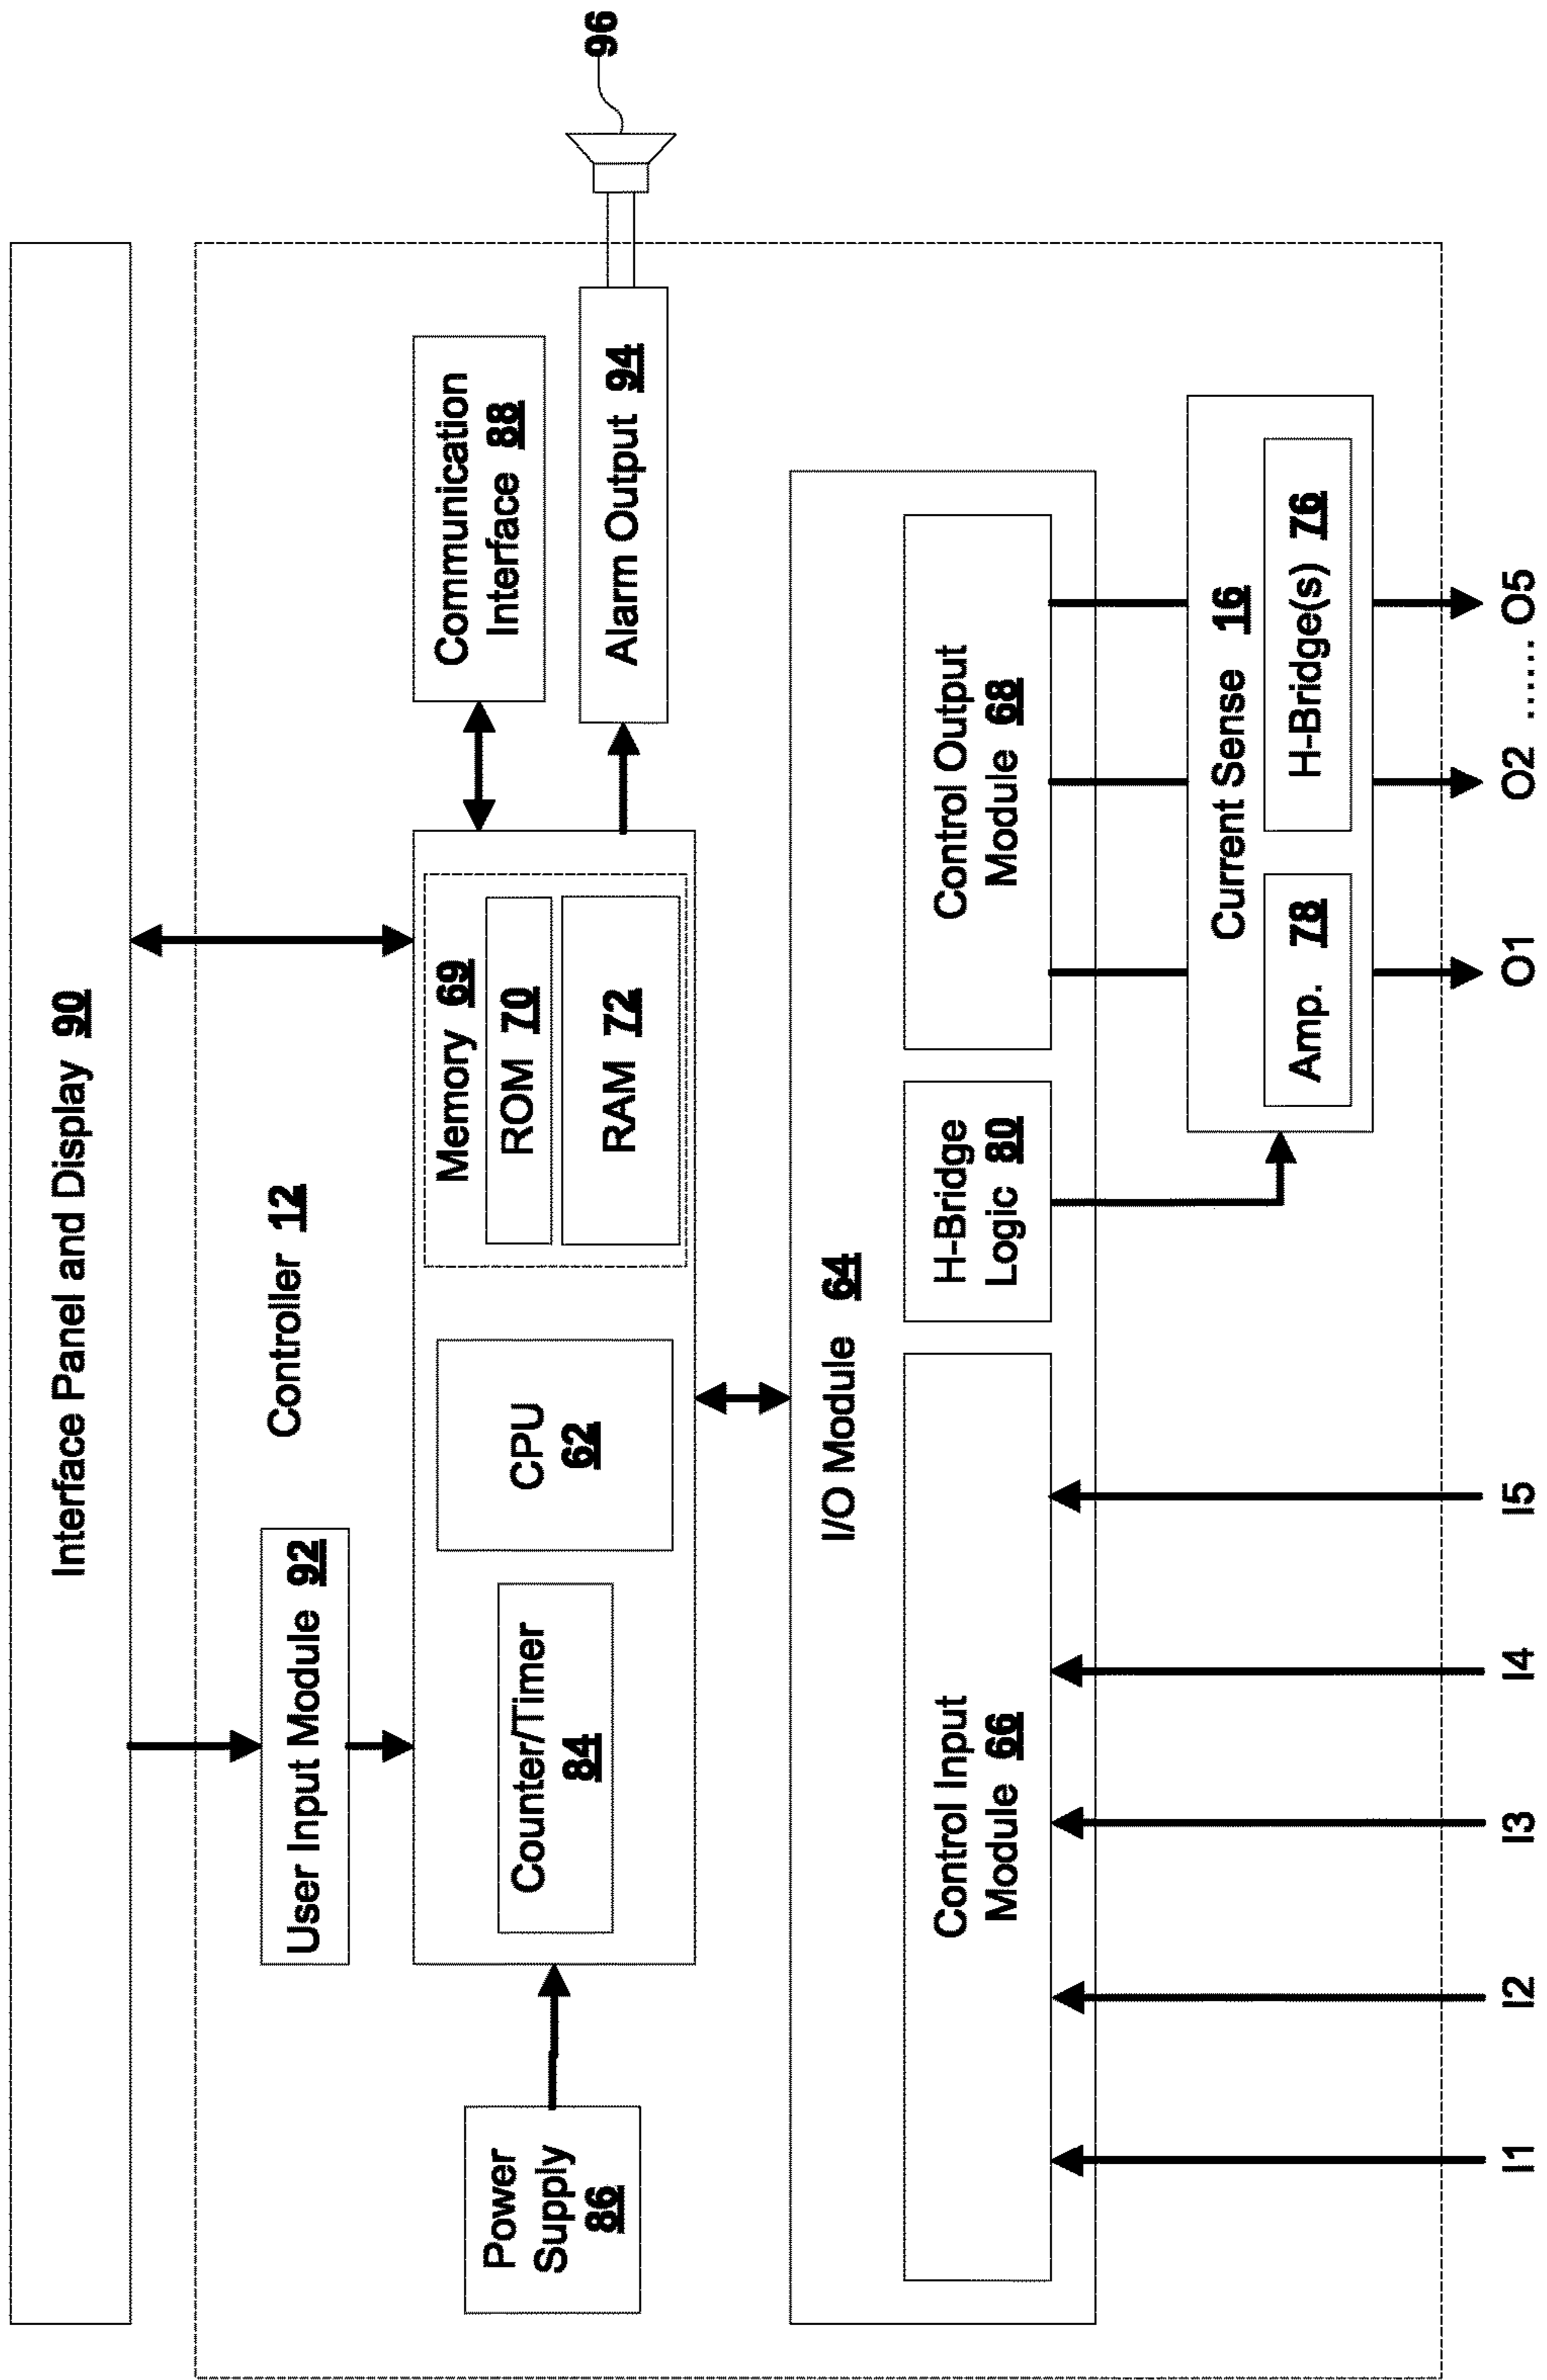 Interface Panel and Display 90
Controller 12
User Input Module 92
Power
Supply
86
Counter/Timer
84
CPU
62
Memory 69
ROM 70
RAM 72
Communication
Interface 88
Alarm Output 94
96
I/O Module 64
Control Input
Module 66
H-Bridge
Logic 80
Control Output
Module 68
Current Sense 16
Amp. 78
H-Bridge(s) 76
I1
I2
I3
I4
I5
O1
O2 ...... O5